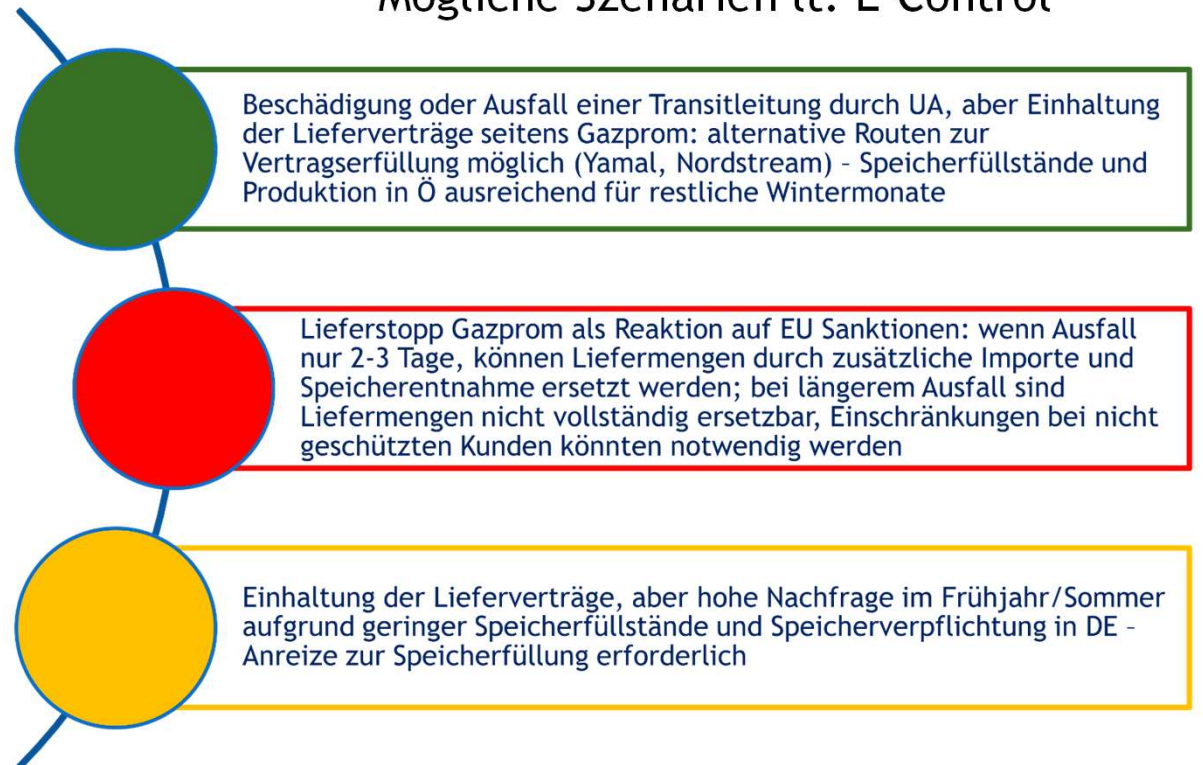 Mögliche Szenarien lt. E-Control
Beschädigung oder Ausfall einer Transitleitung durch UA, aber Einhaltung
der Lieferverträge seitens Gazprom: alternative Routen zur
Vertragserfüllung möglich (Yamal, Nordstream) – Speicherfüllstände und
Produktion in Ö ausreichend für restliche Wintermonate
Lieferstopp Gazprom als Reaktion auf EU Sanktionen: wenn Ausfall
nur 2-3 Tage, können Liefermengen durch zusätzliche Importe und
Speicherentnahme ersetzt werden; bei längerem Ausfall sind
Liefermengen nicht vollständig ersetzbar, Einschränkungen bei nicht
geschützten Kunden könnten notwendig werden
Einhaltung der Lieferverträge, aber hohe Nachfrage im Frühjahr/Sommer
aufgrund geringer Speicherfüllstände und Speicherverpflichtung in DE –
Anreize zur Speicherfüllung erforderlich